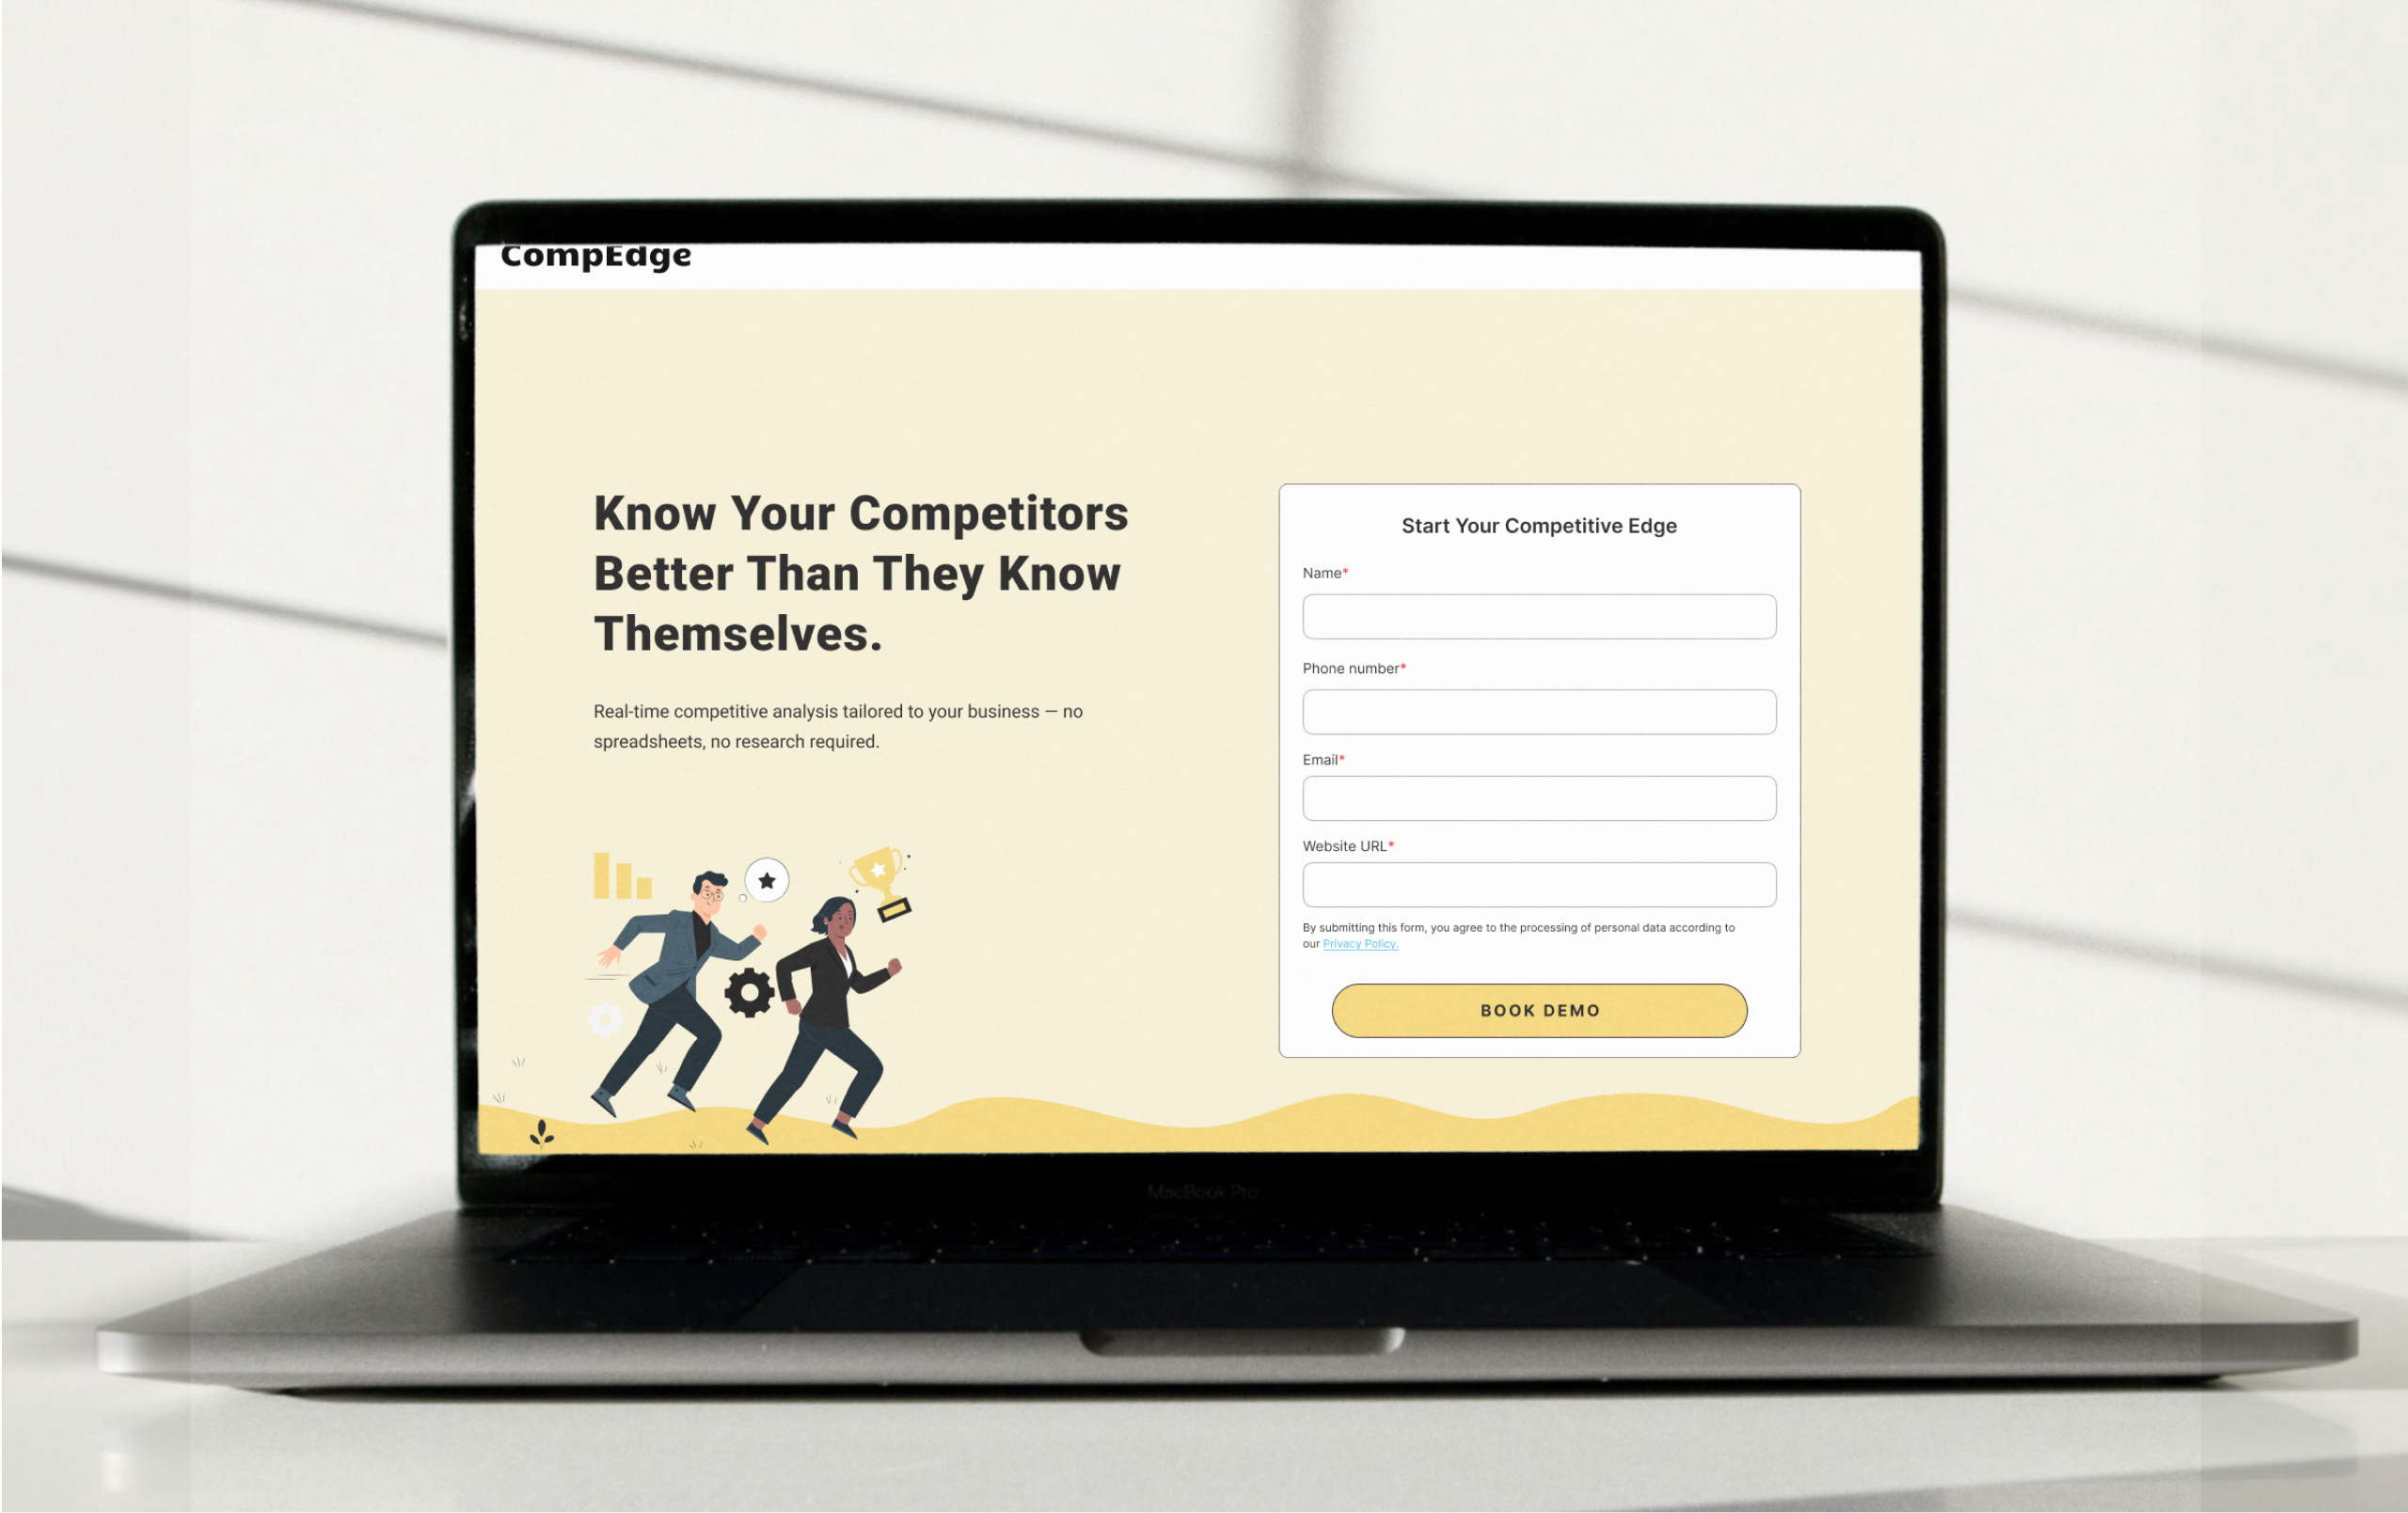 CompEdge
Know Your Competitors
Better Than They Know
Themselves.
Real-time competitive analysis tailored to your business — no
spreadsheets, no research required.
Start Your Competitive Edge
Name*
Phone number*
Email*
Website URL*
By submitting this form, you agree to the processing of personal data according to
our Privacy Policy.
BOOK DEMO
MacBook Pro